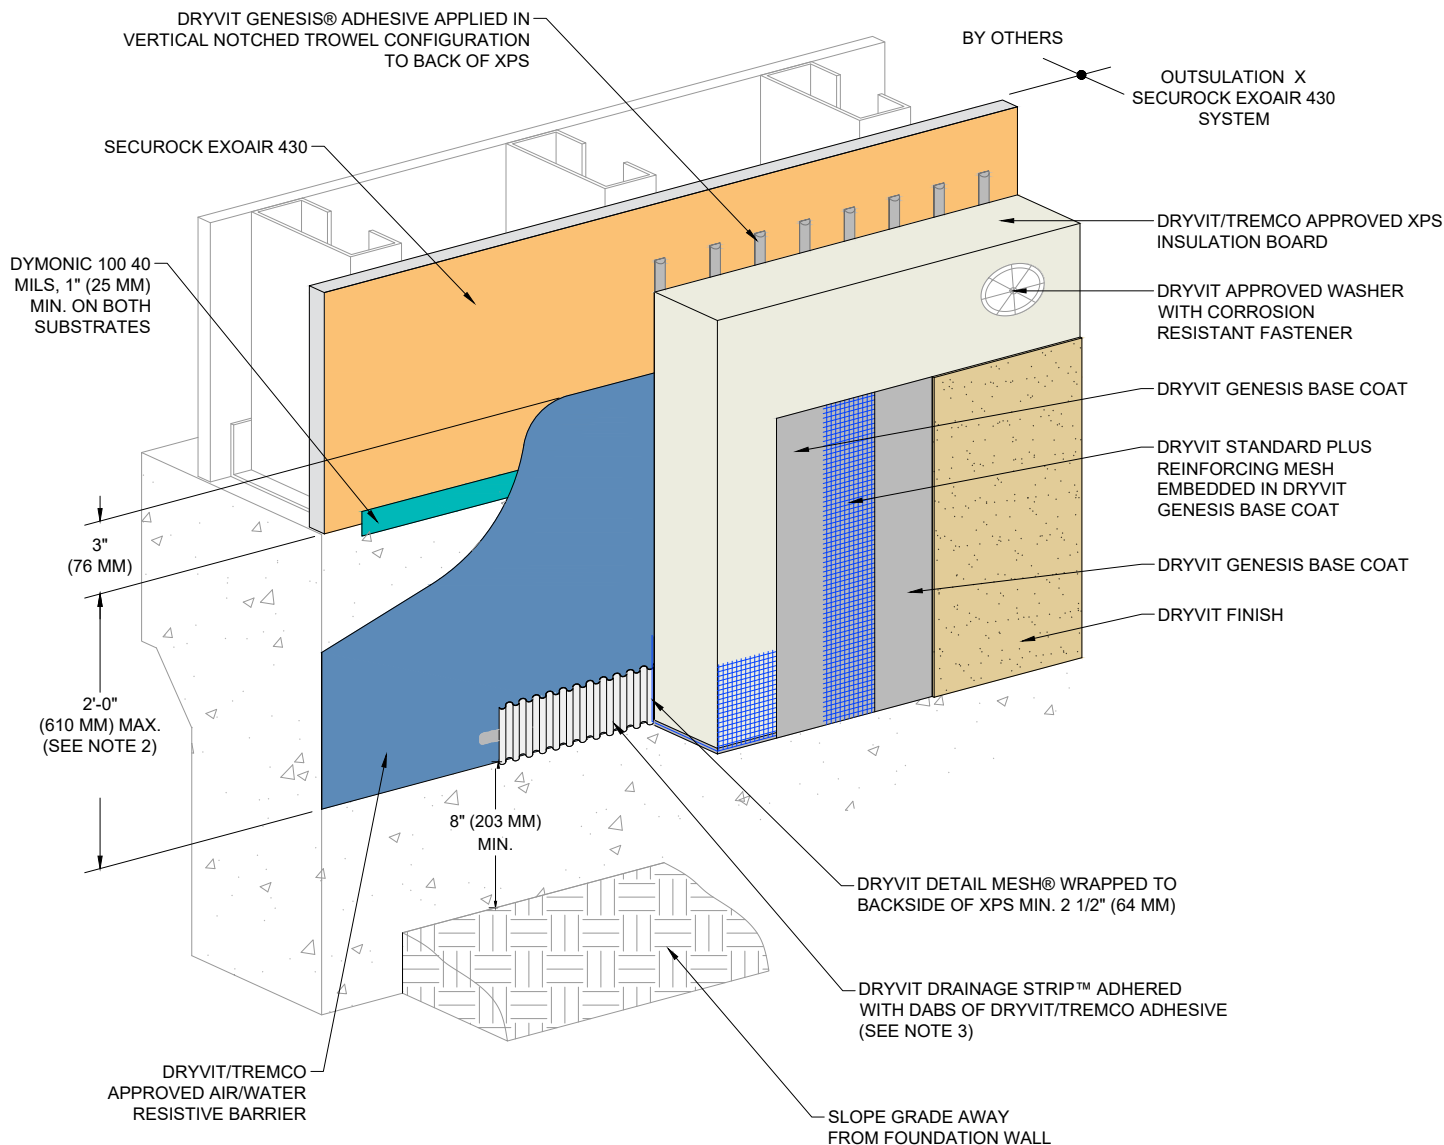 DRYVIT GENESIS® ADHESIVE APPLIED IN
VERTICAL NOTCHED TROWEL CONFIGURATION
TO BACK OF XPS
BY OTHERS
OUTSULATION X
SECUROCK EXOAIR 430
SYSTEM
SECUROCK EXOAIR 430
DYMONIC 100 40
MILS, 1" (25 MM)
MIN. ON BOTH
SUBSTRATES
DRYVIT/TREMCO APPROVED XPS
INSULATION BOARD
DRYVIT APPROVED WASHER
WITH CORROSION
RESISTANT FASTENER
DRYVIT GENESIS BASE COAT
DRYVIT STANDARD PLUS
REINFORCING MESH
EMBEDDED IN DRYVIT
GENESIS BASE COAT
DRYVIT GENESIS BASE COAT
DRYVIT FINISH
3"
(76 MM)
2'-0"
(610 MM) MAX.
(SEE NOTE 2)
8" (203 MM)
MIN.
DRYVIT DETAIL MESH® WRAPPED TO
BACKSIDE OF XPS MIN. 2 1/2" (64 MM)
DRYVIT DRAINAGE STRIP™ ADHERED
WITH DABS OF DRYVIT/TREMCO ADHESIVE
(SEE NOTE 3)
DRYVIT/TREMCO
APPROVED AIR/WATER
RESISTIVE BARRIER
SLOPE GRADE AWAY
FROM FOUNDATION WALL